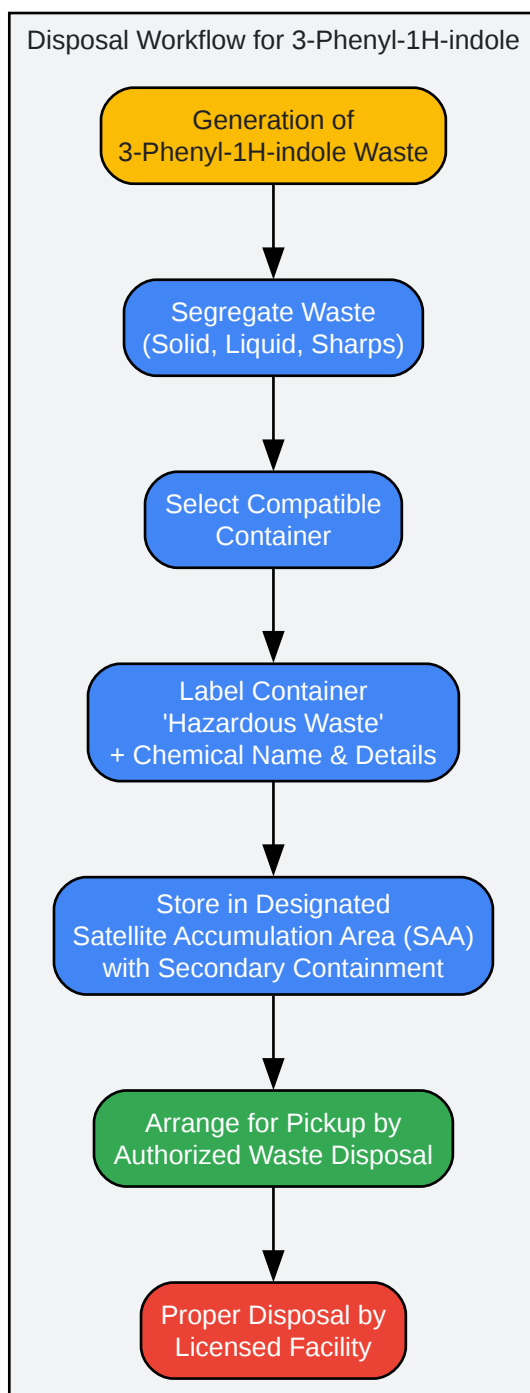 Disposal Workflow for 3-Phenyl-1H-indole
Generation of
3-Phenyl-1H-indole Waste
Segregate Waste
(Solid, Liquid, Sharps)
Select Compatible
Container
Label Container
'Hazardous Waste'
+ Chemical Name & Details
Store in Designated
Satellite Accumulation Area (SAA)
with Secondary Containment
Arrange for Pickup by
Authorized Waste Disposal
Proper Disposal by
Licensed Facility